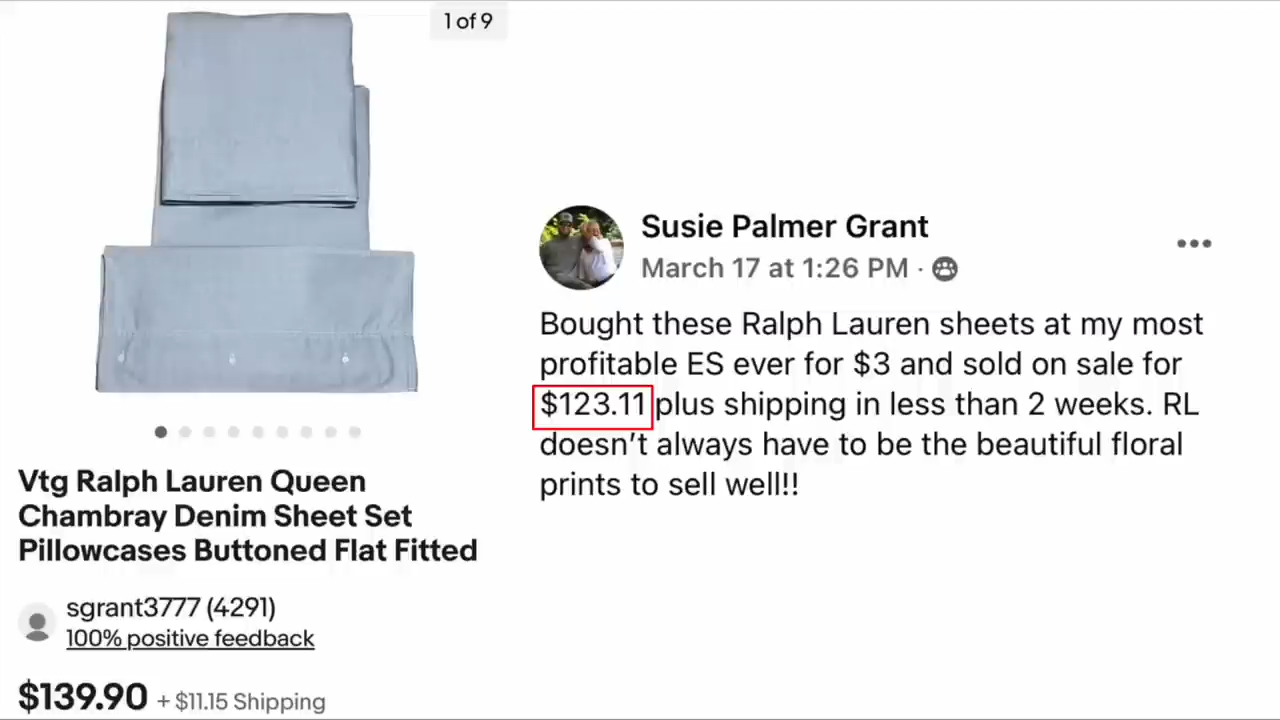 1 of 9
Vtg Ralph Lauren Queen
Chambray Denim Sheet Set
Pillowcases Buttoned Flat Fitted
sgrant3777 (4291)
100% positive feedback
$139.90 + $11.15 Shipping
Susie Palmer Grant
March 17 at 1:26 PM ·
Bought these Ralph Lauren sheets at my most
profitable ES ever for $3 and sold on sale for
$123.11 plus shipping in less than 2 weeks. RL
doesn’t always have to be the beautiful floral
prints to sell well!!